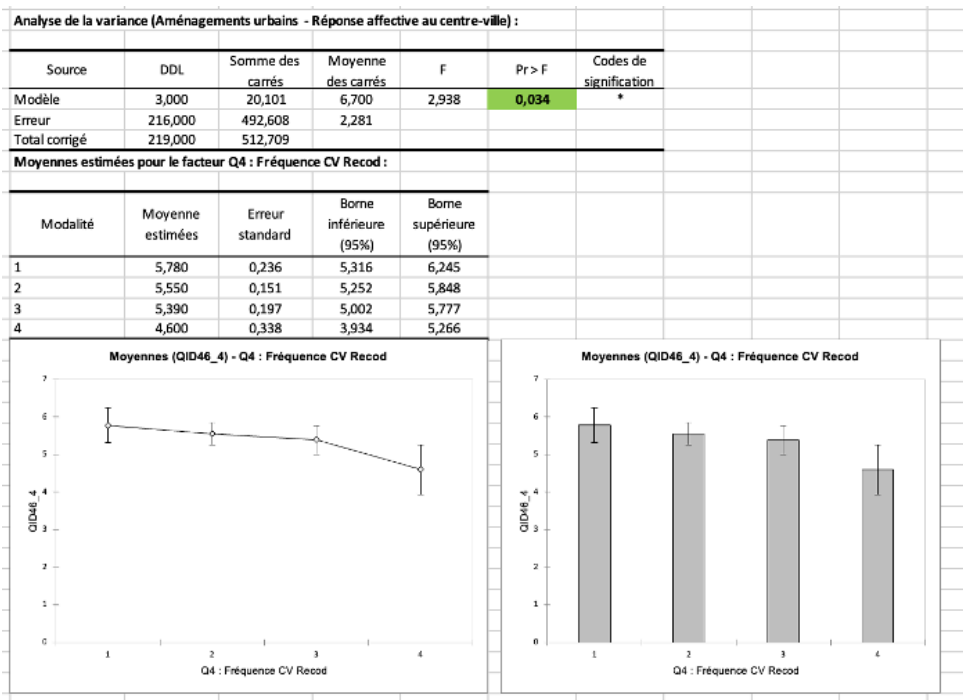 Analyse de la variance (Aménagements urbains - Réponse affective au centre-ville) :
Source DDL Somme des carrés Moyenne des carrés F Pr > F Codes de signification
Modèle 3,000 20,101 6,700 2,938 0,034 *
Erreur 216,000 492,608 2,281
Total corrigé 219,000 512,709
Moyennes estimées pour le facteur Q4 : Fréquence CV Recod :
Modalité Moyenne estimées Erreur standard Borne inférieure (95%) Borne supérieure (95%)
1 5,780 0,236 5,316 6,245
2 5,550 0,151 5,252 5,848
3 5,390 0,197 5,002 5,777
4 4,600 0,338 3,934 5,266
Moyennes (QID46_4) - Q4 : Fréquence CV Recod
7
6
5
4
3
2
1
0
QID46_4
1 2 3 4
Q4 : Fréquence CV Recod
Moyennes (QID46_4) - Q4 : Fréquence CV Recod
7
6
5
4
3
2
1
0
QID46_4
1 2 3 4
Q4 : Fréquence CV Recod